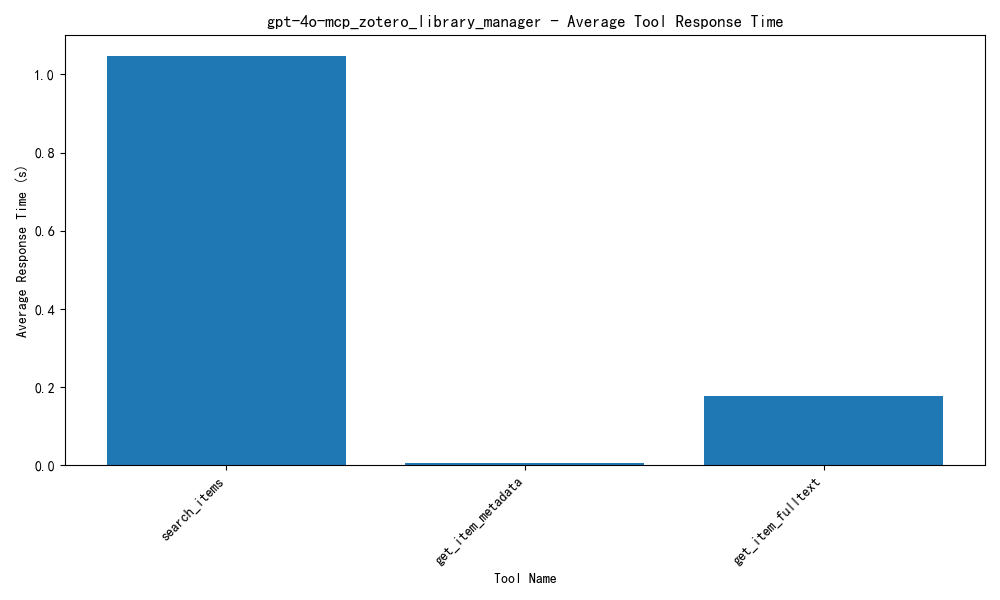 gpt-4o-mcp_zotero_library_manager - Average Tool Response Time
Average Response Time (s)
1.0
0.8
0.6
0.4
0.2
0.0
search_items
get_item_metadata
get_item_fulltext
Tool Name